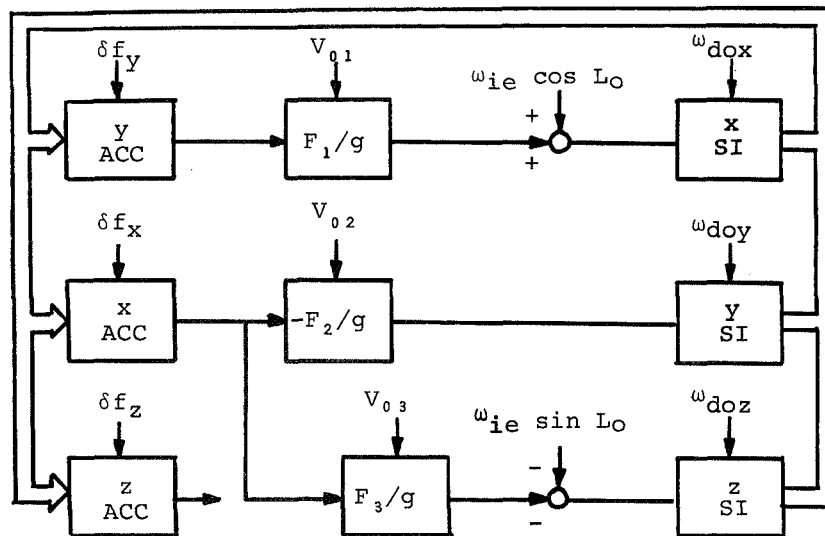 δf_y
V_01
ω_ie cos L_O
ω_dox
y
ACC
F_1/g
+
+
x
SI
δf_x
V_02
ω_doy
x
ACC
-F_2/g
y
SI
δf_z
V_03
ω_ie sin L_O
ω_doz
z
ACC
F_3/g
-
-
z
SI